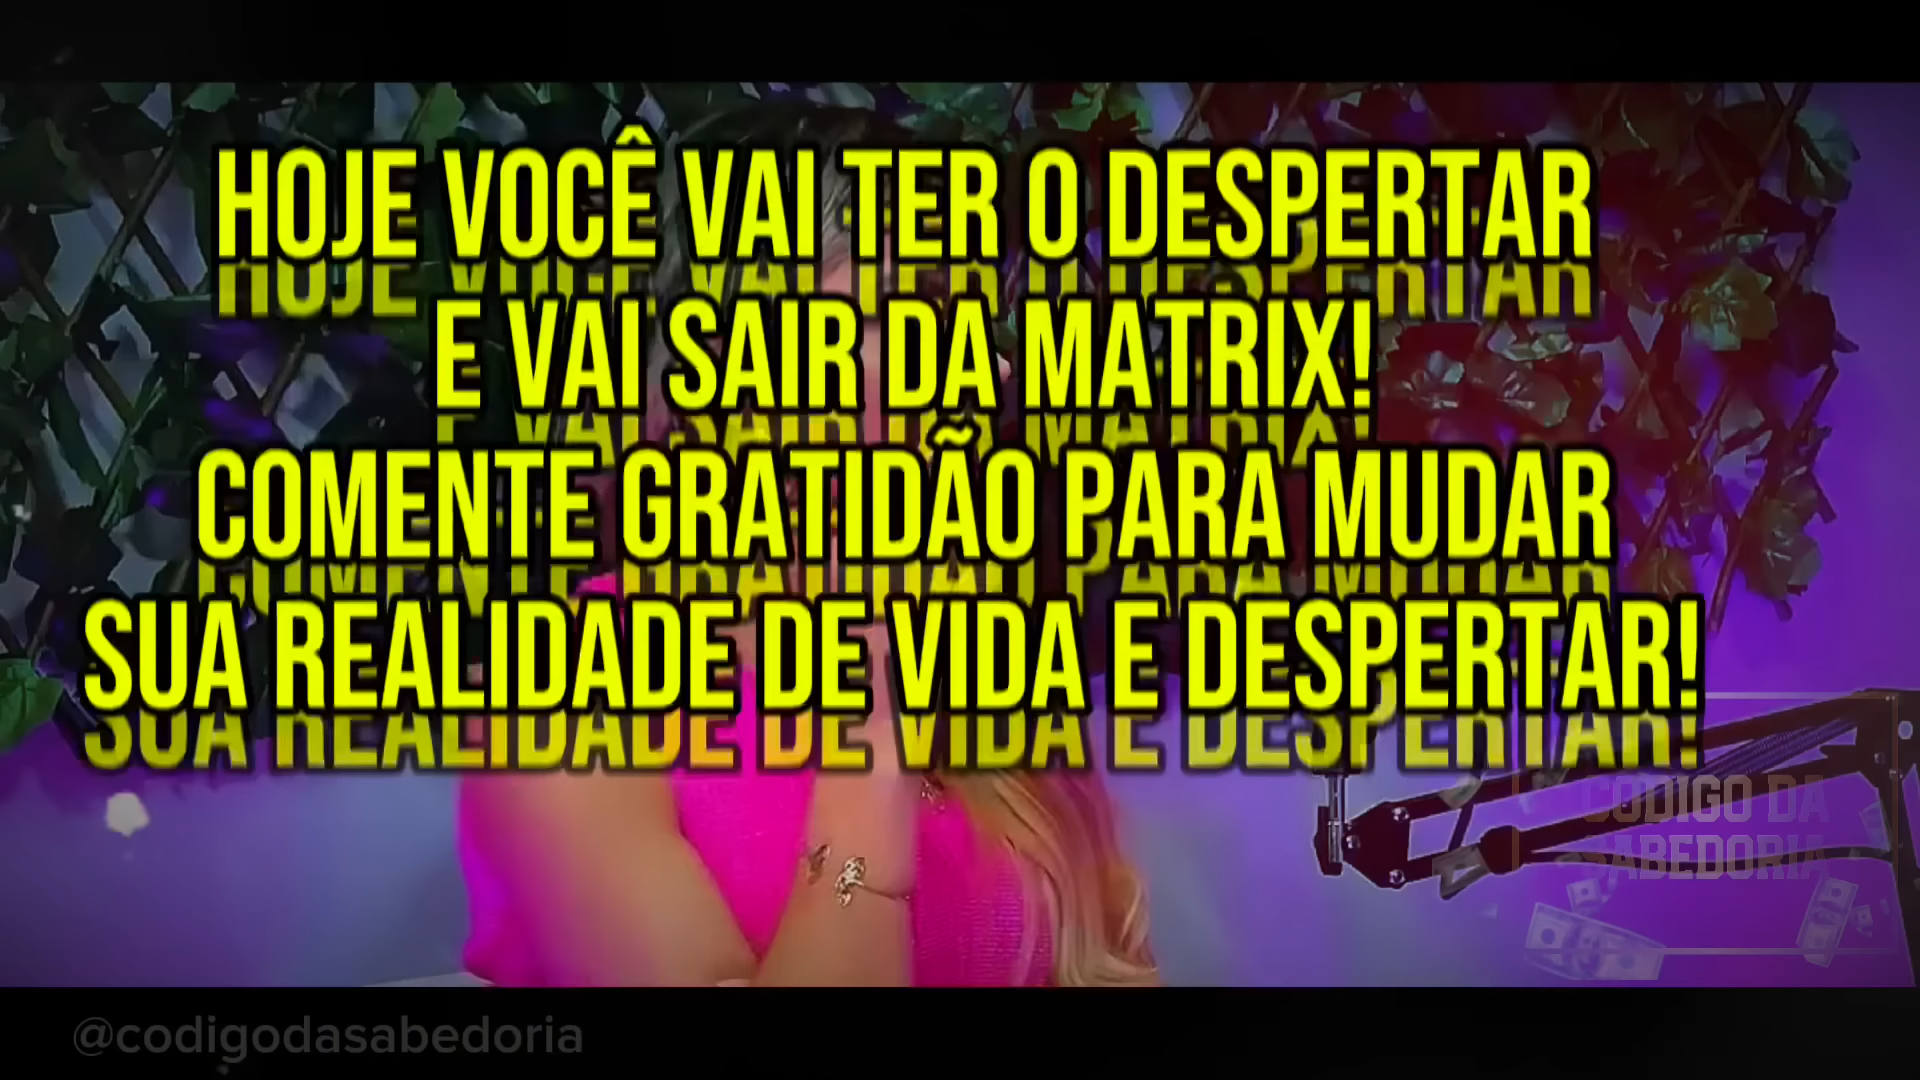 HOJE VOCÊ VAI TER O DESPERTAR
E VAI SAIR DA MATRIX!
COMENTE GRATIDÃO PARA MUDAR
SUA REALIDADE DE VIDA E DESPERTAR!
CODIGO DA
SABEDORIA
@codigodasabedoria